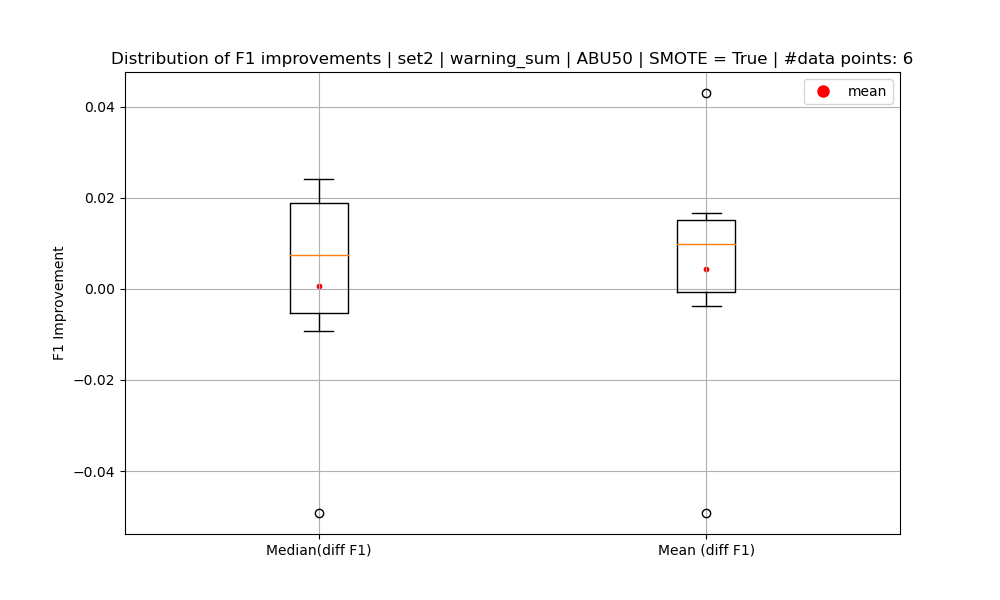 Distribution of F1 improvements | set2 | warning_sum | ABU50 | SMOTE = True | #data points: 6
mean
0.04
0.02
0.00
−0.02
−0.04
F1 Improvement
Median(diff F1)
Mean (diff F1)